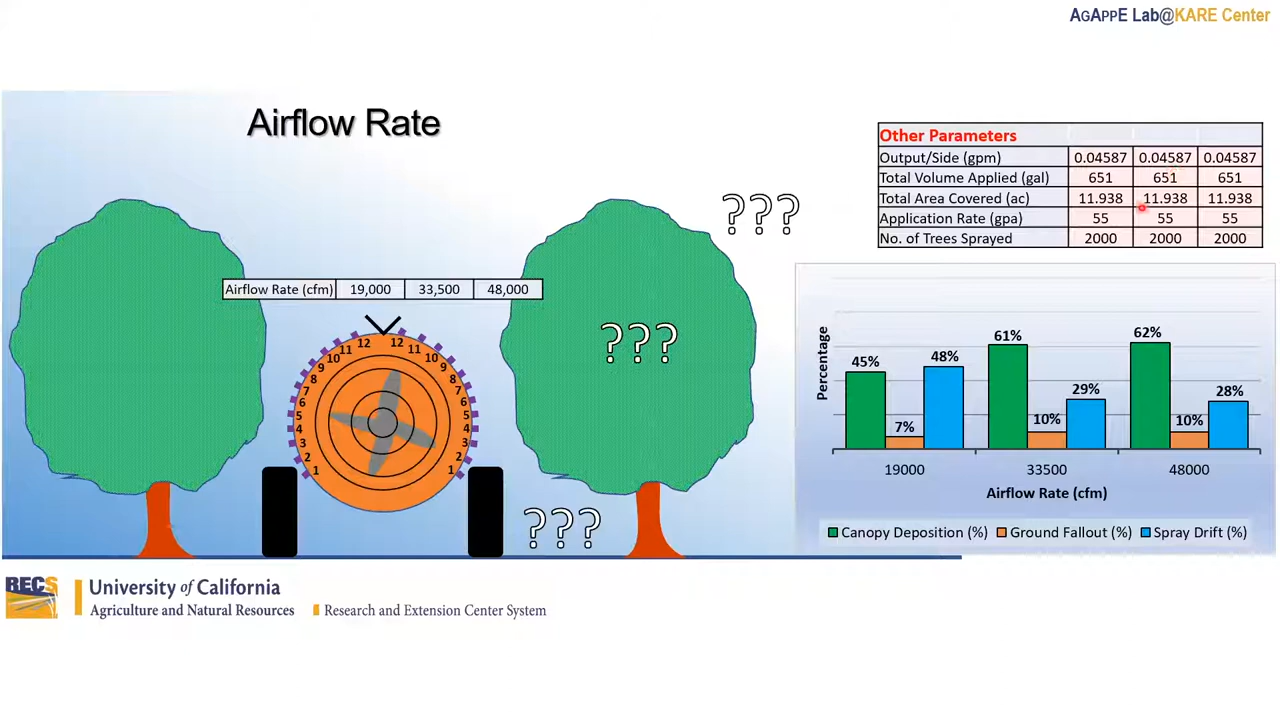 AgAppE Lab@KARE Center
Airflow Rate
Other Parameters
Output/Side (gpm) 0.04587 0.04587 0.04587
Total Volume Applied (gal) 651 651 651
Total Area Covered (ac) 11.938 11.938 11.938
Application Rate (gpa) 55 55 55
No. of Trees Sprayed 2000 2000 2000
???
Airflow Rate (cfm) 19,000 33,500 48,000
???
12 12
11 11
10 10
9 9
8 8
7 7
6 6
5 5
4 4
3 3
2 2
1 1
???
Percentage
45% 7% 48% 61% 10% 29% 62% 10% 28%
19000 33500 48000
Airflow Rate (cfm)
Canopy Deposition (%) Ground Fallout (%) Spray Drift (%)
RECS
University of California
Agriculture and Natural Resources Research and Extension Center System